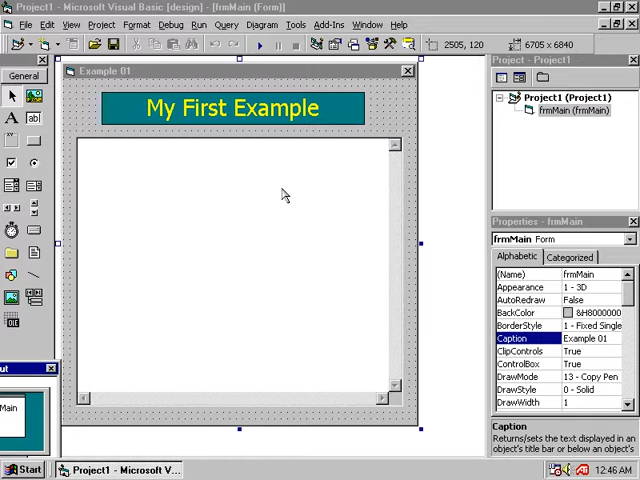 Project1 - Microsoft Visual Basic [design] - [frmMain (Form)]
File Edit View Project Format Debug Run Query Diagram Tools Add-Ins Window Help
2505, 120 6705 x 6840
General
A
ab|
OLE
Example 01
My First Example
out
Main
Project - Project1
Project1 (Project1)
frmMain (frmMain)
Properties - frmMain
frmMain Form
Alphabetic Categorized
(Name) frmMain
Appearance 1 - 3D
AutoRedraw False
BackColor &H8000000
BorderStyle 1 - Fixed Single
Caption Example 01
ClipControls True
ControlBox True
DrawMode 13 - Copy Pen
DrawStyle 0 - Solid
DrawWidth 1
Caption
Returns/sets the text displayed in an object's title bar or below an object's
Start Project1 - Microsoft V... 12:46 AM